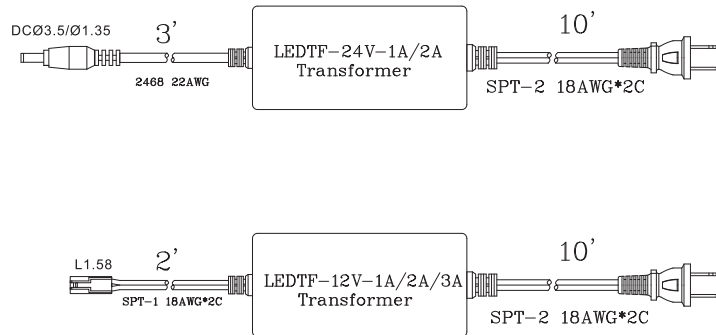 DCØ3.5/Ø1.35
3'
2468 22AWG
LEDTF-24V-1A/2A
Transformer
10'
SPT-2 18AWG*2C
L1.58
2'
SPT-1 18AWG*2C
LEDTF-12V-1A/2A/3A
Transformer
10'
SPT-2 18AWG*2C